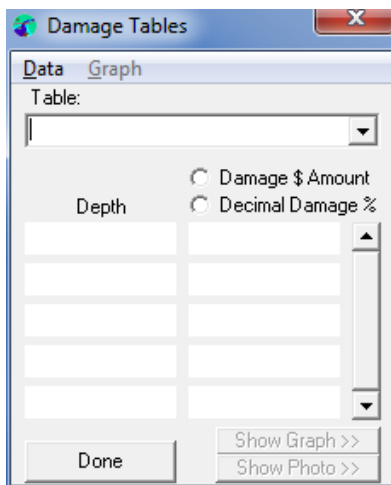 Damage Tables
Data Graph
Table:
Damage $ Amount
Depth Decimal Damage %
Show Graph >>
Done
Show Photo >>